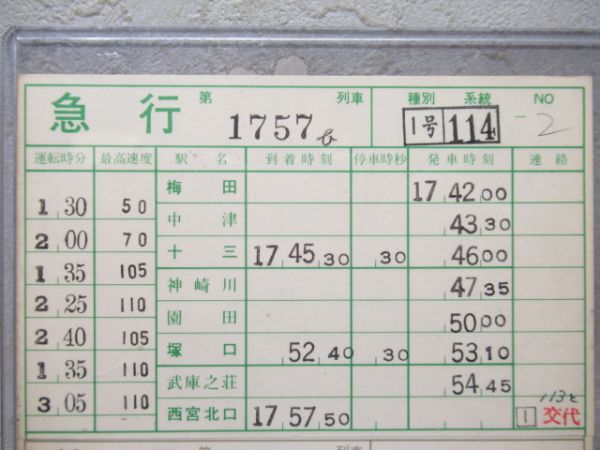 急行 第 1757 列車 種別 系統 NO
1号 114 - 2
運転時分 最高速度 駅名 到着時刻 停車時秒 発車時刻 連絡
梅田 17 42 00
1 30 50
中津 43 30
2 00 70
十三 17 45 30 30 46 00
1 35 105
神崎川 47 35
2 25 110
園田 50 00
2 40 105
塚口 52 40 30 53 10
1 35 110
武庫之荘 54 45
3 05 110
西宮北口 17 57 50 1 交代
第 列車